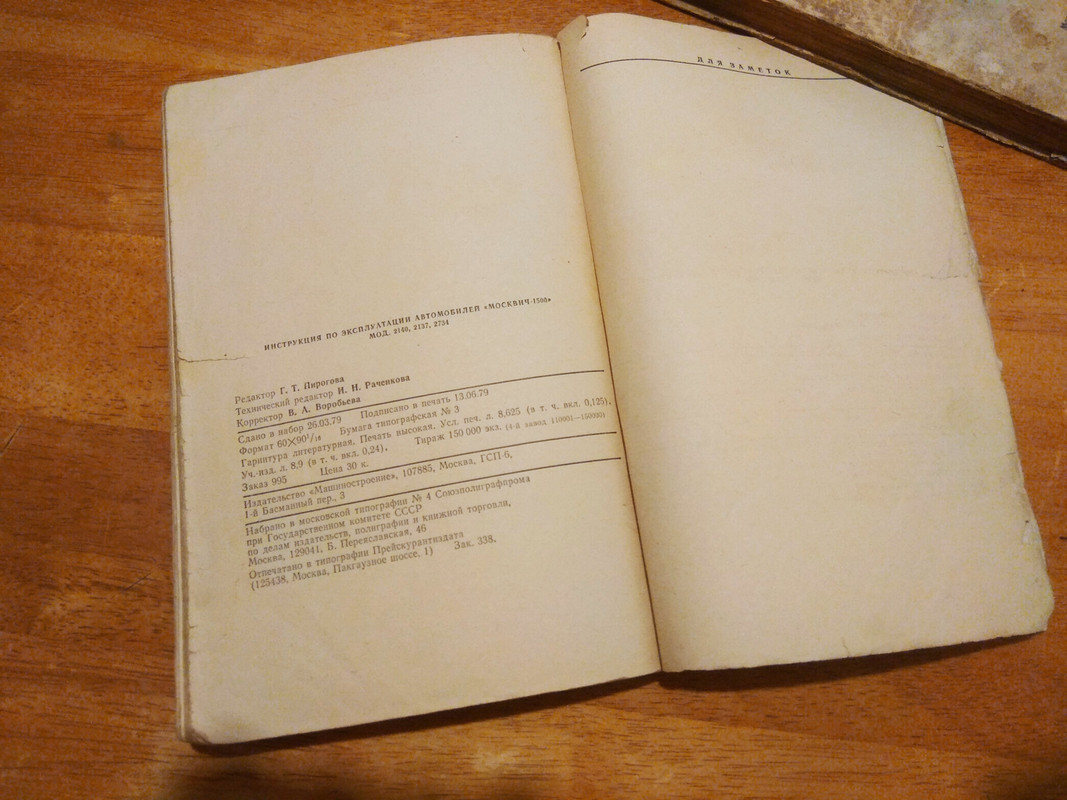 ИНСТРУКЦИЯ ПО ЭКСПЛУАТАЦИИ АВТОМОБИЛЕЙ «МОСКВИЧ-1500»
МОД. 2140, 2137, 2734
Редактор Г. Т. Пирогова
Технический редактор И. Н. Раченкова
Корректор В. А. Воробьева
Сдано в набор 26.03.79 Подписано в печать 13.06.79
Формат 60×90¹/₁₆ Бумага типографская № 3
Гарнитура литературная. Печать высокая. Усл. печ. л. 8,625 (в т. ч. вкл. 0,125),
Уч.-изд. л. 8,9 (в т. ч. вкл. 0,24), Тираж 150 000 экз. (4-й завод 110001—150000)
Заказ 995 Цена 30 к.
Издательство «Машиностроение», 107885, Москва, ГСП-6,
1-й Басманный пер., 3
Набрано в московской типографии № 4 Союзполиграфпрома
при Государственном комитете СССР
по делам издательств, полиграфии и книжной торговли,
Москва, 129041, Б. Переяславская, 46
Отпечатано в типографии Прейскурантиздата
(125438, Москва, Пакгаузное шоссе, 1) Зак. 338.
ДЛЯ ЗАМЕТОК